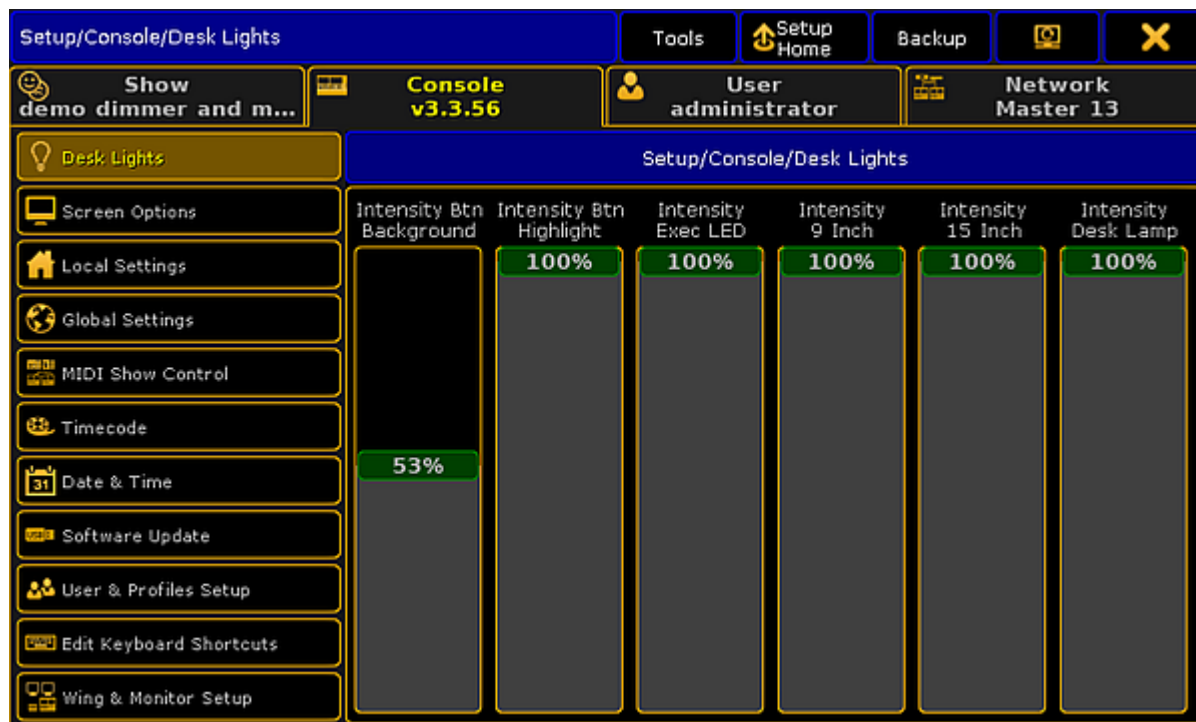 Setup/Console/Desk Lights
Tools
Setup
Home
Backup
Show
demo dimmer and m...
Console
v3.3.56
User
administrator
Network
Master 13
Desk Lights
Screen Options
Local Settings
Global Settings
MIDI Show Control
Timecode
31
Date & Time
Software Update
User & Profiles Setup
Edit Keyboard Shortcuts
Wing & Monitor Setup
Setup/Console/Desk Lights
Intensity Btn
Background
Intensity Btn
Highlight
Intensity
Exec LED
Intensity
9 Inch
Intensity
15 Inch
Intensity
Desk Lamp
53%
100%
100%
100%
100%
100%